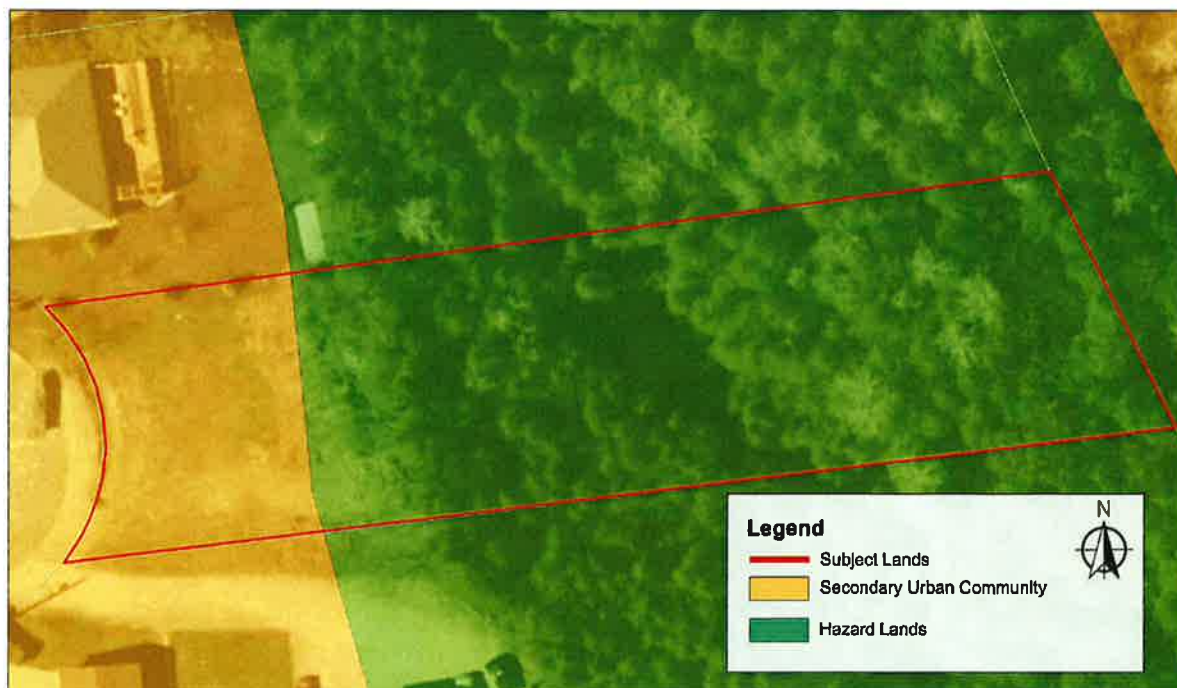 Legend
N
Subject Lands
Secondary Urban Community
Hazard Lands